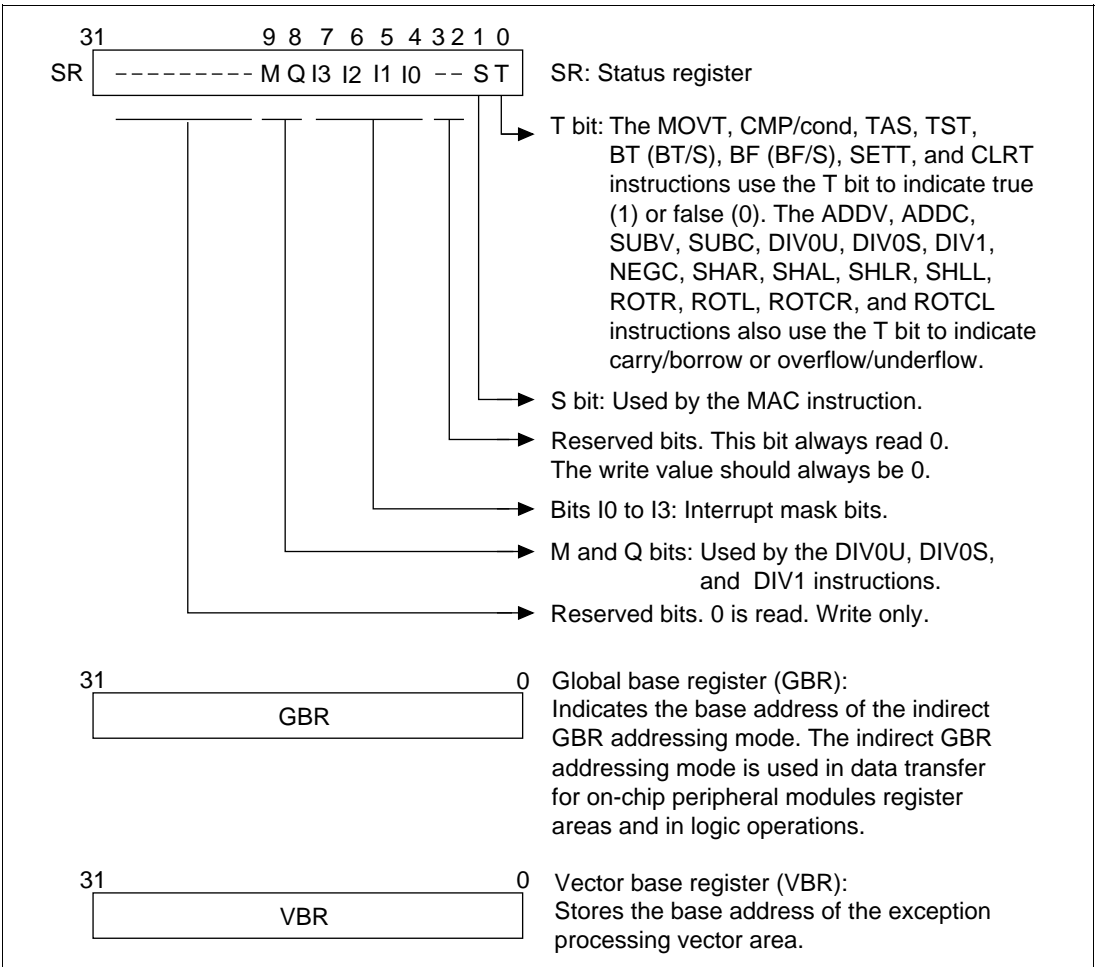 31 9 8 7 6 5 4 3 2 1 0
SR --------- M Q I3 I2 I1 I0 -- S T SR: Status register
T bit: The MOVT, CMP/cond, TAS, TST,
BT (BT/S), BF (BF/S), SETT, and CLRT
instructions use the T bit to indicate true
(1) or false (0). The ADDV, ADDC,
SUBV, SUBC, DIV0U, DIV0S, DIV1,
NEGC, SHAR, SHAL, SHLR, SHLL,
ROTR, ROTL, ROTCR, and ROTCL
instructions also use the T bit to indicate
carry/borrow or overflow/underflow.
S bit: Used by the MAC instruction.
Reserved bits. This bit always read 0.
The write value should always be 0.
Bits I0 to I3: Interrupt mask bits.
M and Q bits: Used by the DIV0U, DIV0S,
and DIV1 instructions.
Reserved bits. 0 is read. Write only.
31 0 Global base register (GBR):
GBR Indicates the base address of the indirect
GBR addressing mode. The indirect GBR
addressing mode is used in data transfer
for on-chip peripheral modules register
areas and in logic operations.
31 0 Vector base register (VBR):
VBR Stores the base address of the exception
processing vector area.